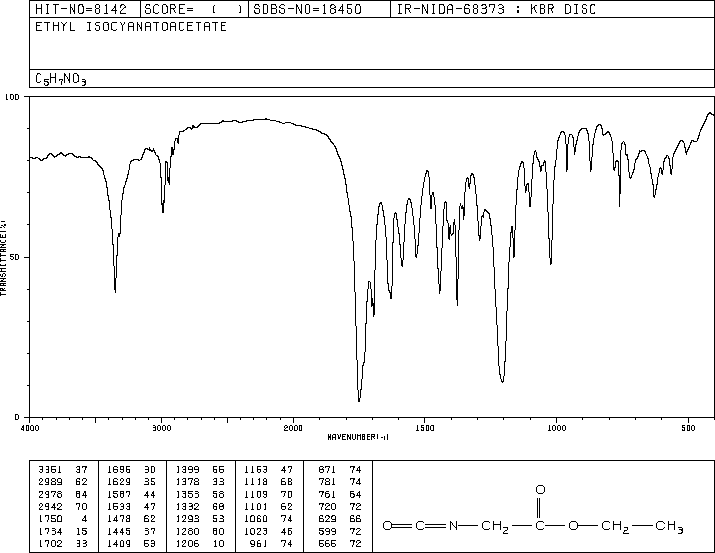 HIT-NO=8142 SCORE= ( ) SDBS-NO=18450 IR-NIDA-68373 : KBR DISC
ETHYL ISOCYANATOACETATE
C5H7NO3
100
50
0
TRANSMITTANCE(%)
4000 3000 2000 1500 1000 500
WAVENUMBER(-1)
3361 37 1696 30 1399 55 1163 47 871 74
2989 62 1629 35 1378 33 1118 68 781 74
2978 64 1587 44 1353 58 1109 70 761 64
2942 70 1533 47 1332 68 1101 62 720 72
1750 4 1478 62 1293 53 1060 74 629 66
1734 15 1445 37 1280 60 1023 46 599 72
1702 33 1409 53 1206 10 961 74 566 72
O
O C N CH2 C O CH2 CH3